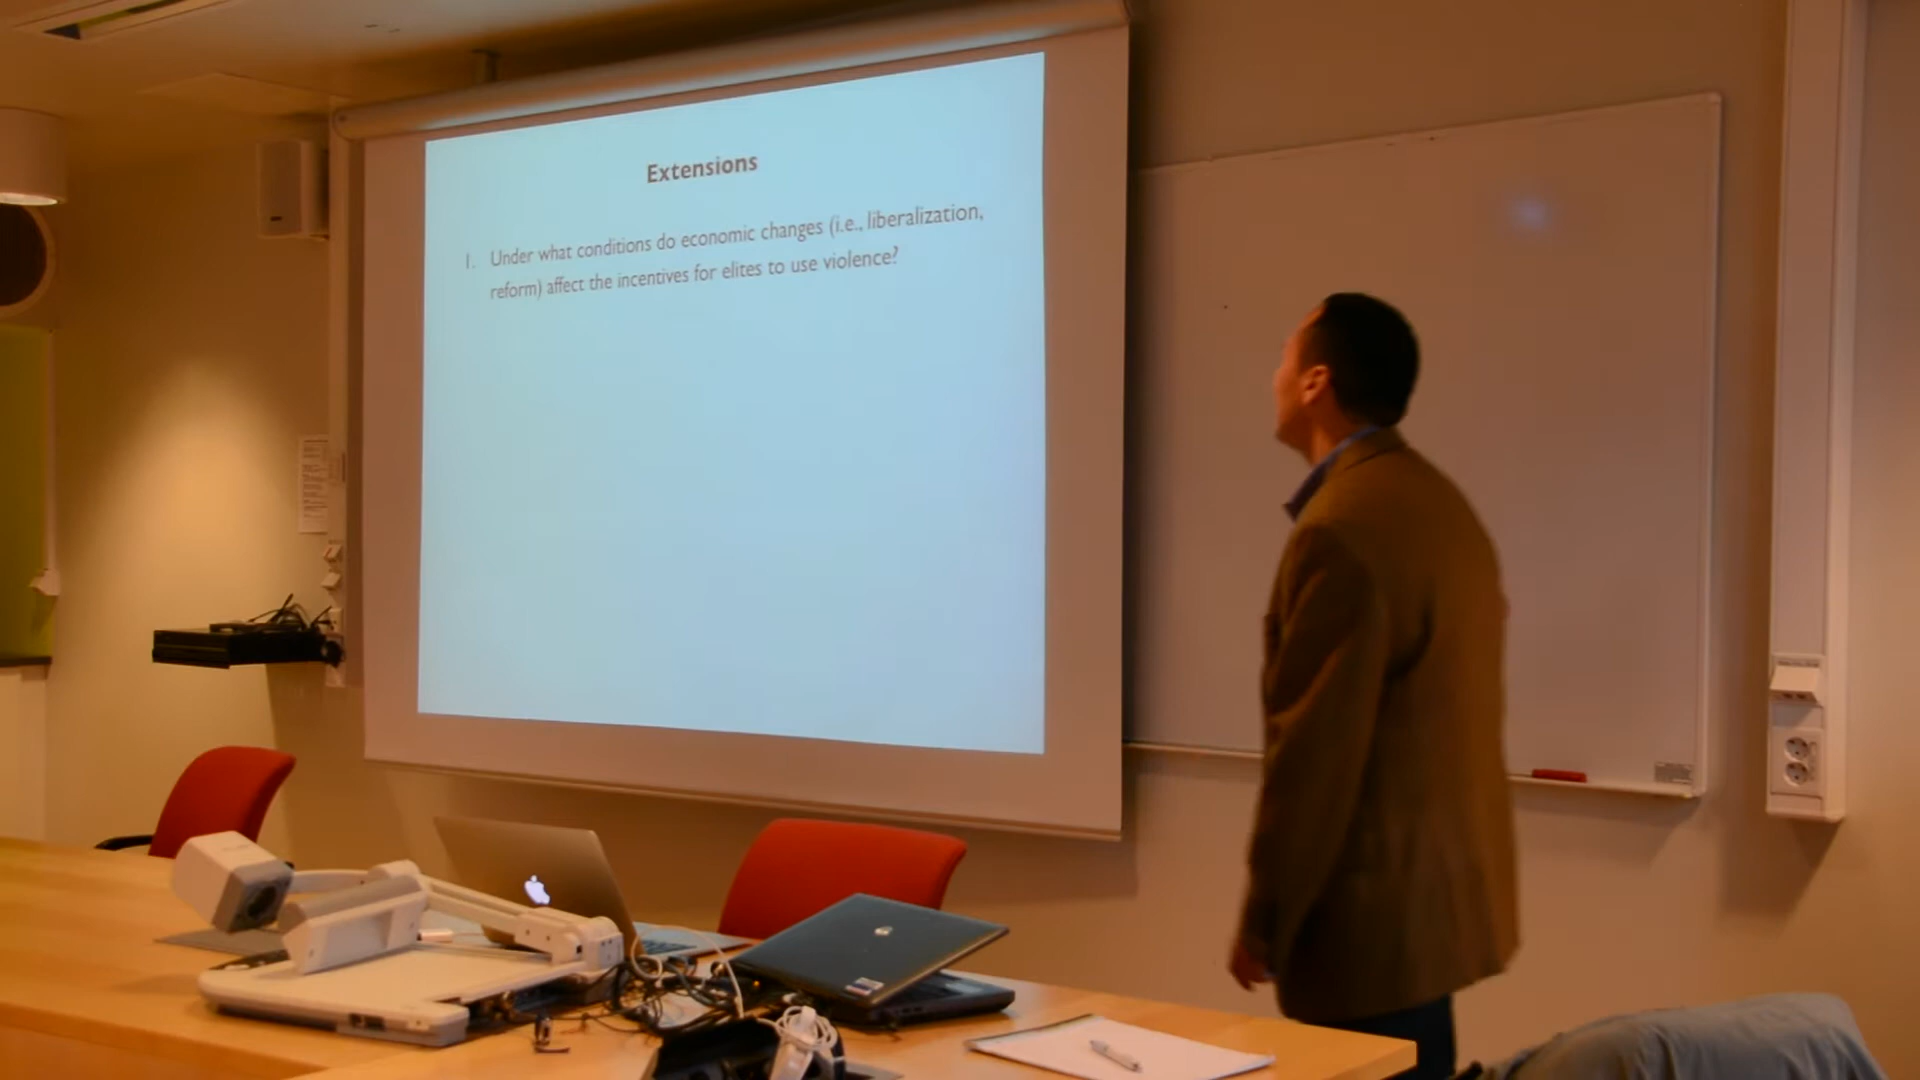 Extensions
1. Under what conditions do economic changes (i.e., liberalization,
reform) affect the incentives for elites to use violence?